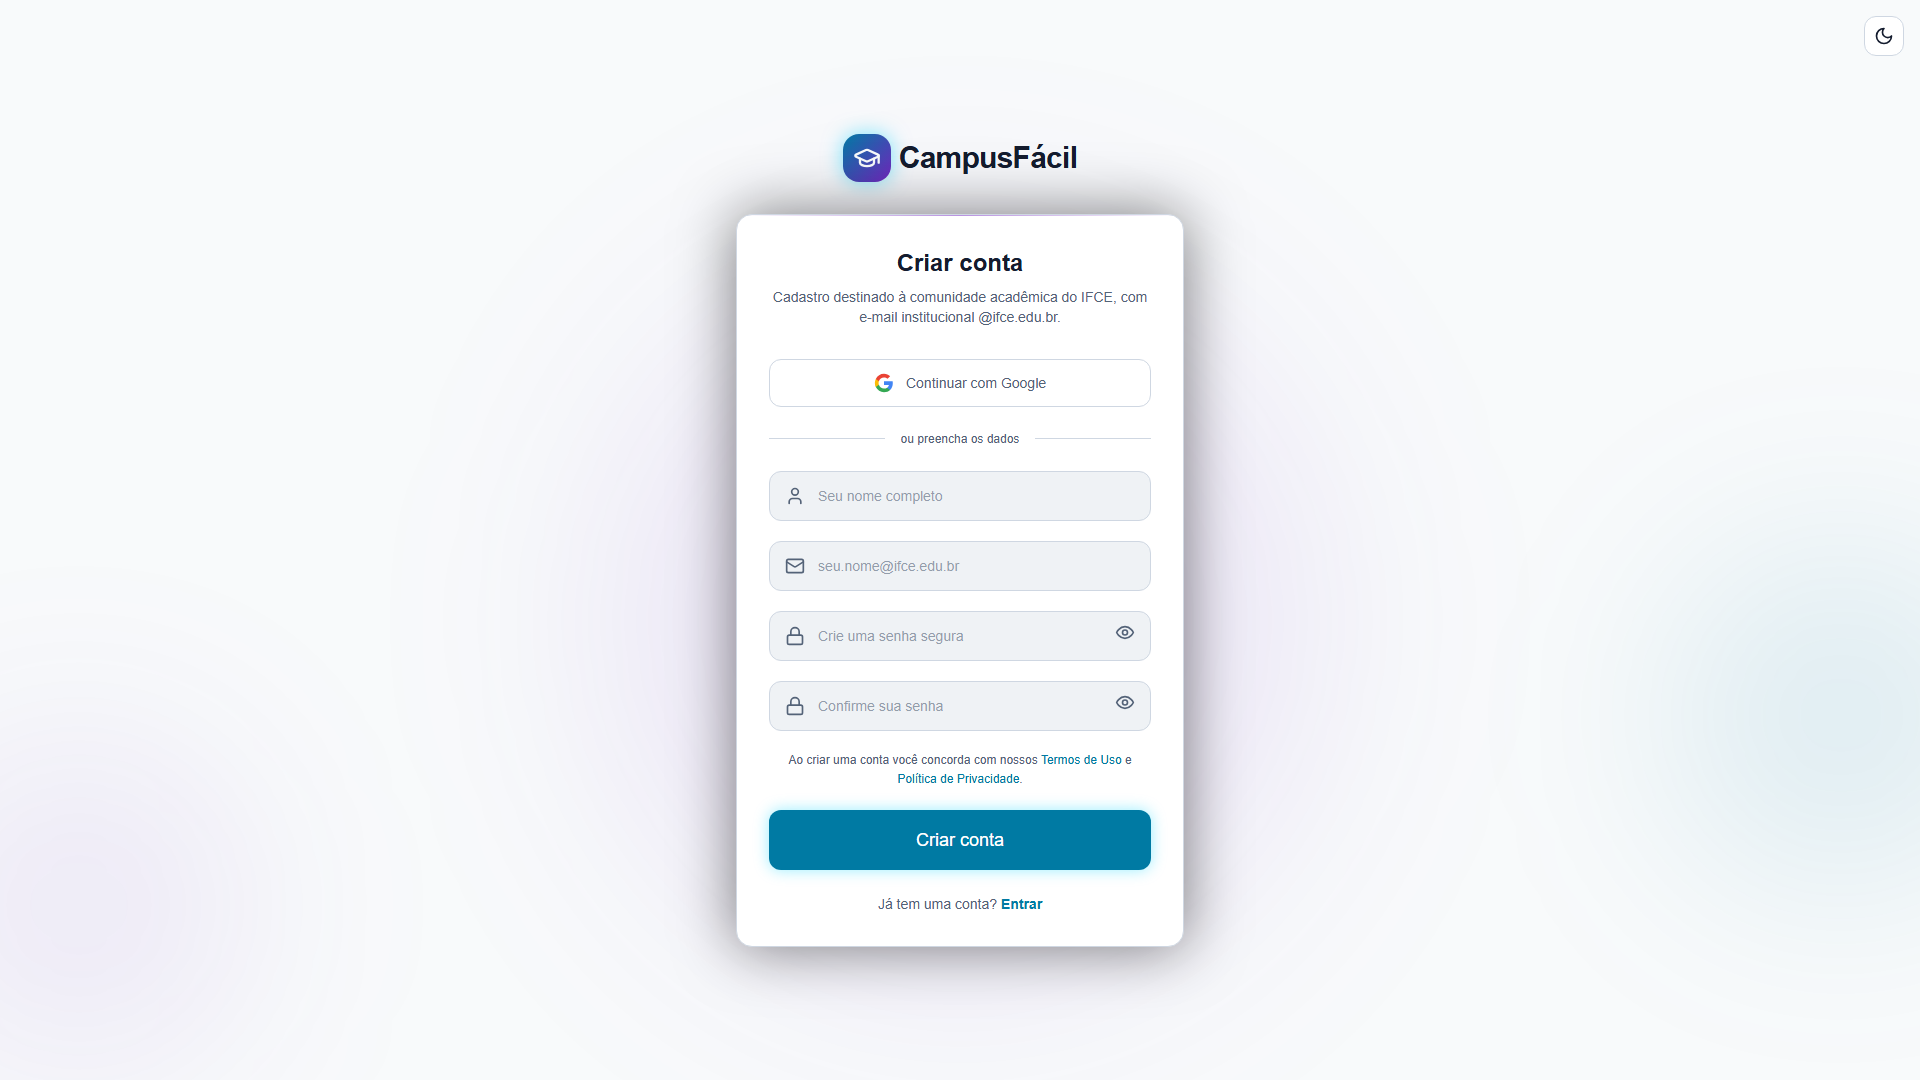 CampusFácil
Criar conta
Cadastro destinado à comunidade acadêmica do IFCE, com
e-mail institucional @ifce.edu.br.
Continuar com Google
ou preencha os dados
Seu nome completo
seu.nome@ifce.edu.br
Crie uma senha segura
Confirme sua senha
Ao criar uma conta você concorda com nossos Termos de Uso e
Política de Privacidade.
Criar conta
Já tem uma conta? Entrar